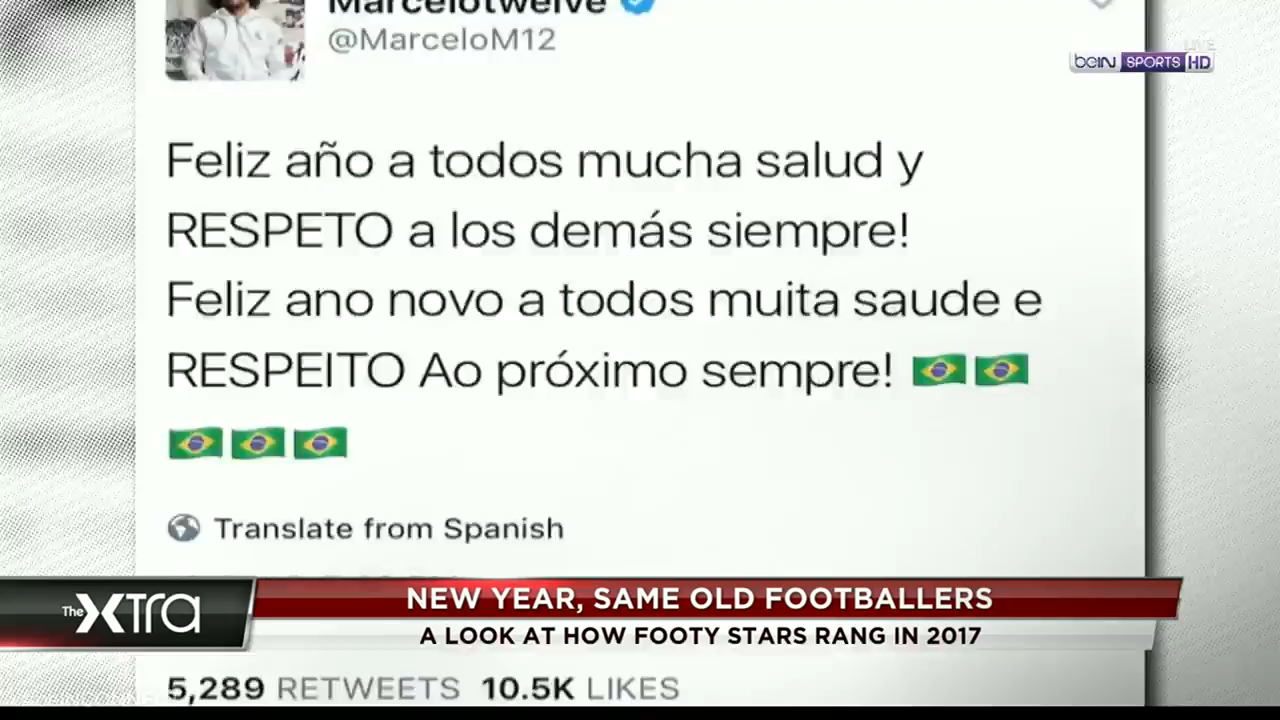 Marcelotwelve
@MarceloM12
LIVE
beIN SPORTS HD
Feliz año a todos mucha salud y
RESPETO a los demás siempre!
Feliz ano novo a todos muita saude e
RESPEITO Ao próximo sempre! 🇧🇷🇧🇷
🇧🇷🇧🇷🇧🇷
Translate from Spanish
The XTra
NEW YEAR, SAME OLD FOOTBALLERS
A LOOK AT HOW FOOTY STARS RANG IN 2017
5,289 RETWEETS 10.5K LIKES